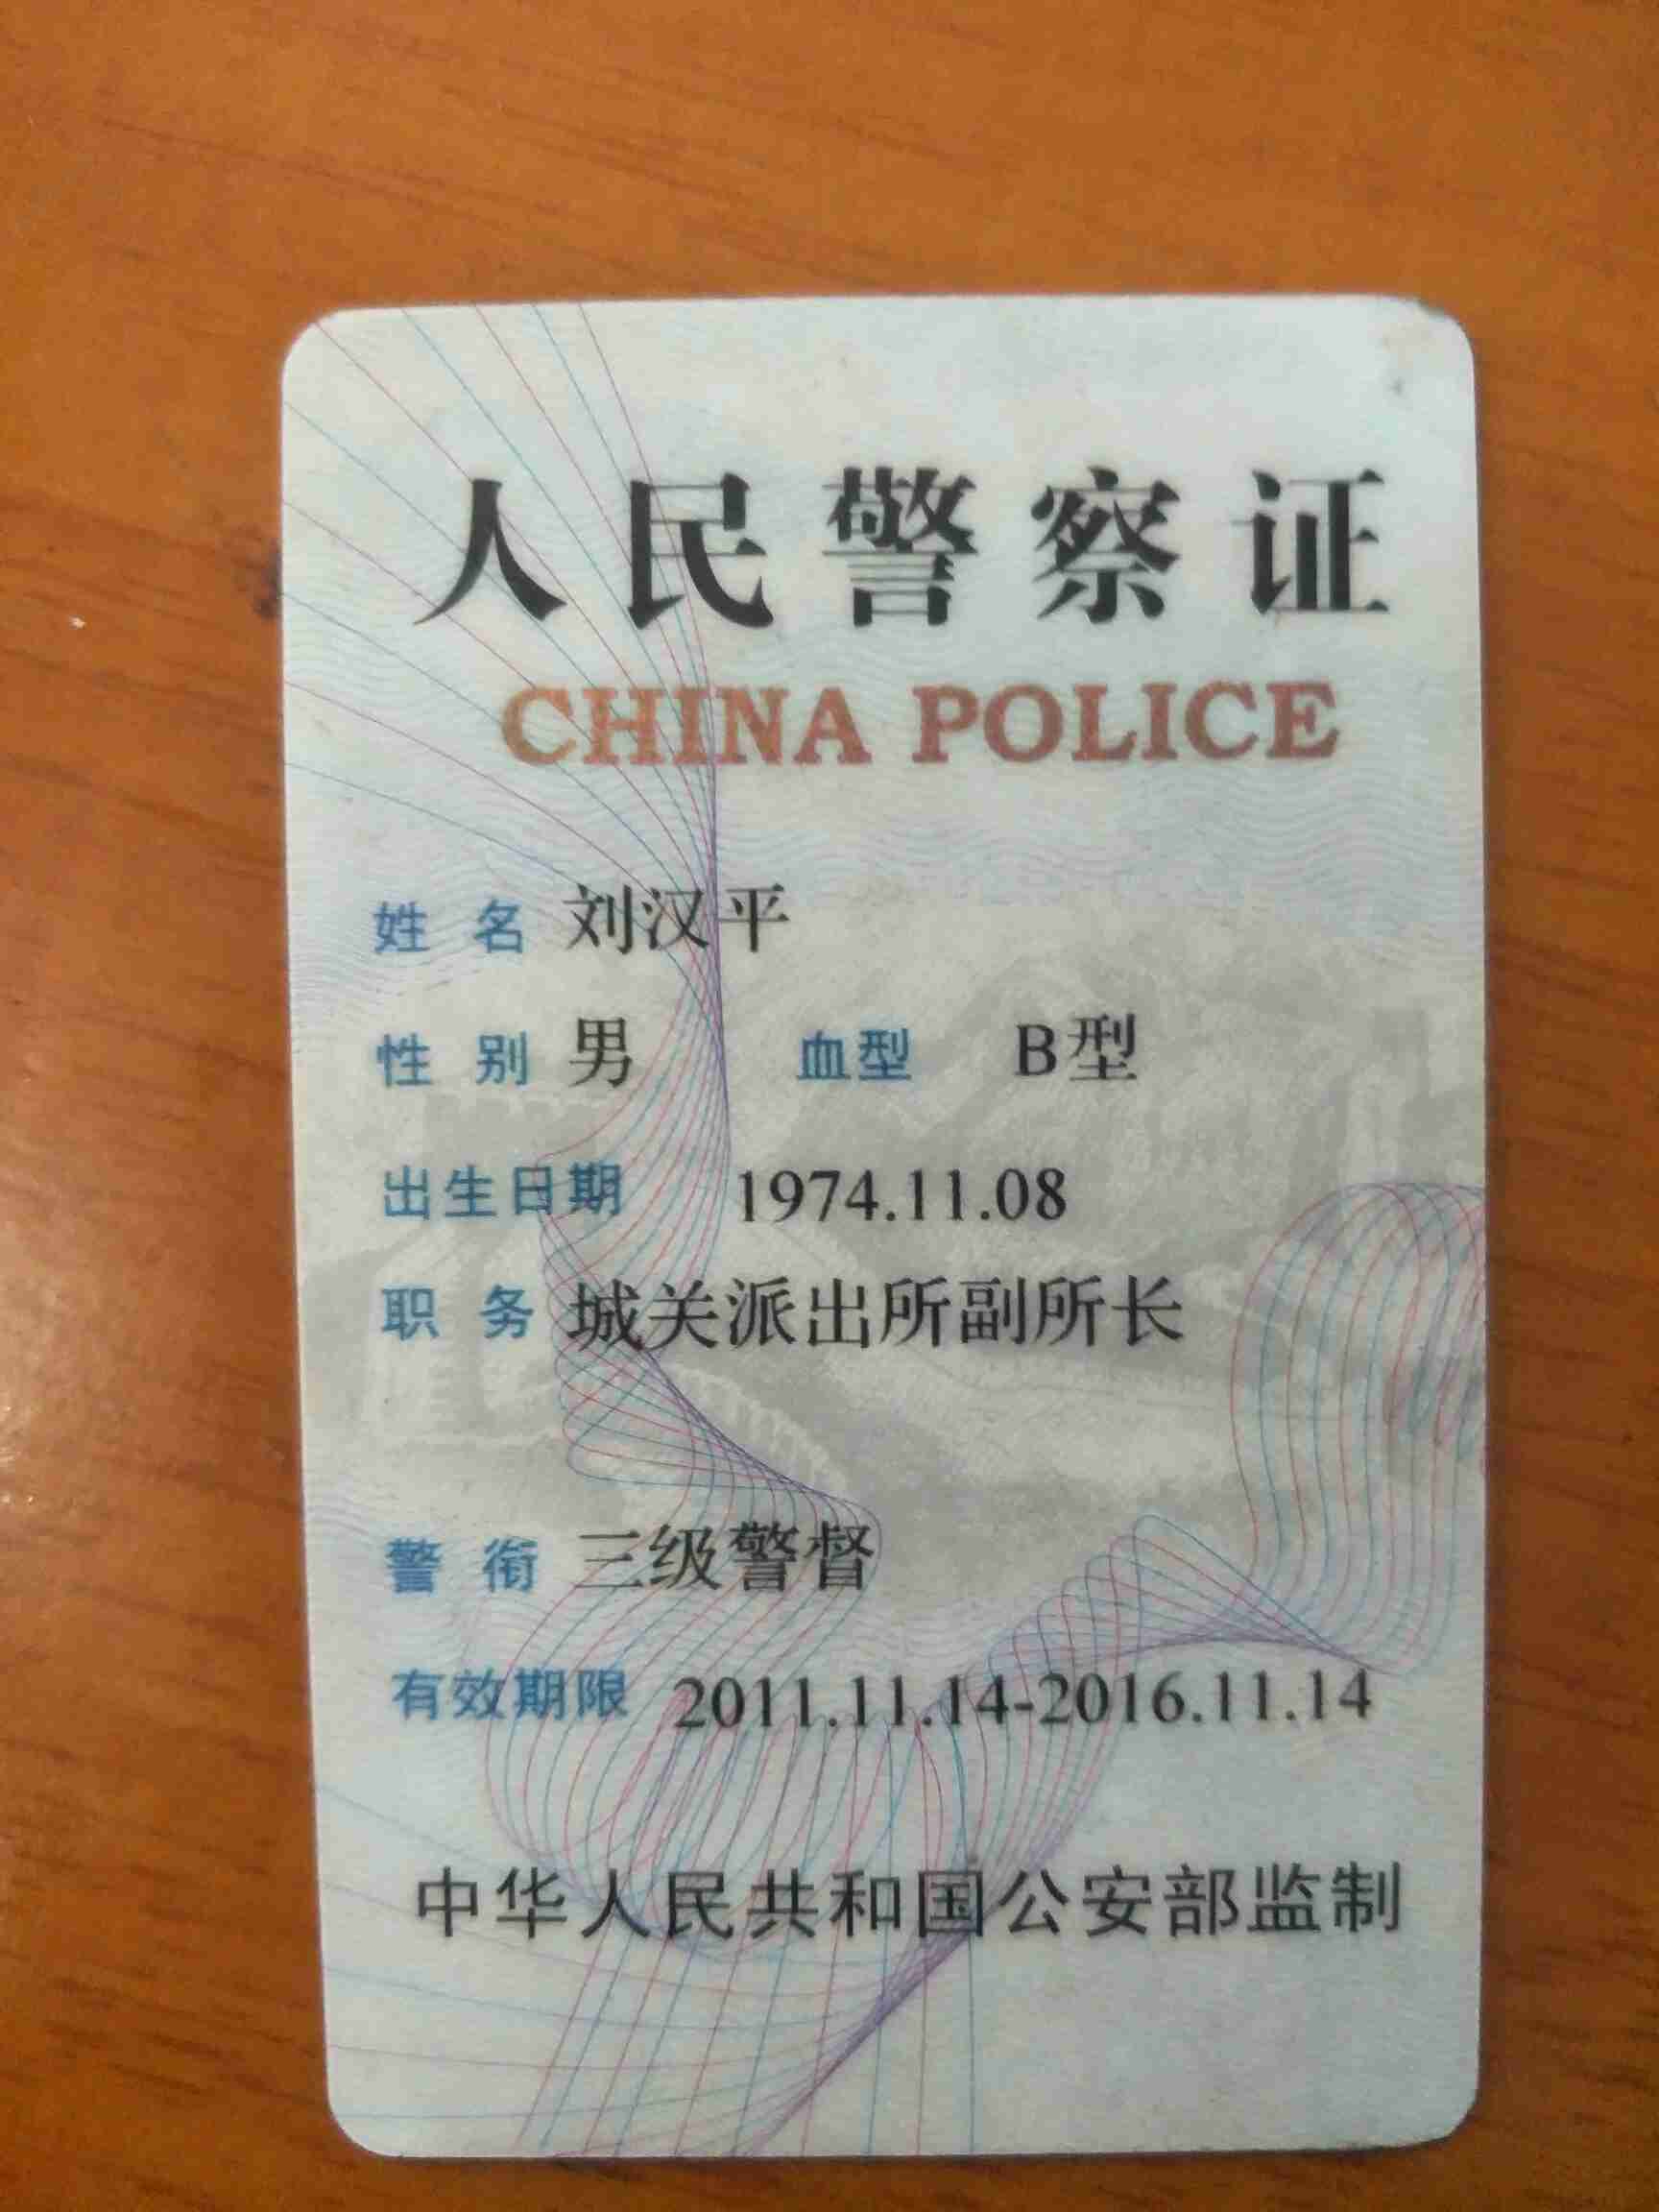 人民警察证
CHINA POLICE
姓 名 刘汉平
性 别 男 血型 B型
出生日期 1974.11.08
职 务 城关派出所副所长
警 衔 三级警督
有效期限 2011.11.14-2016.11.14
中华人民共和国公安部监制